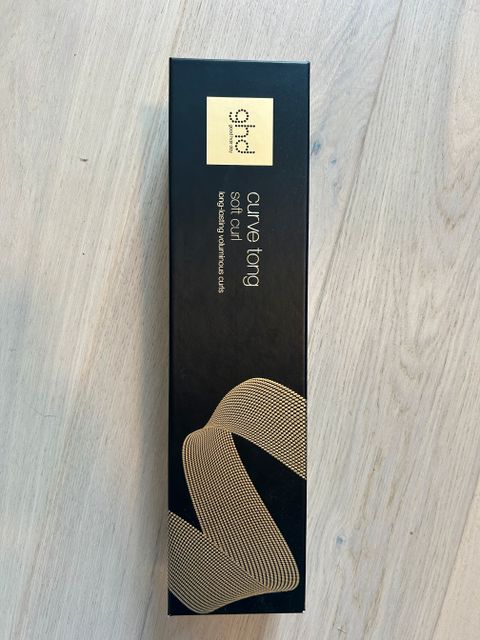 ghd
good hair day
curve tong
soft curl
long-lasting voluminous curls